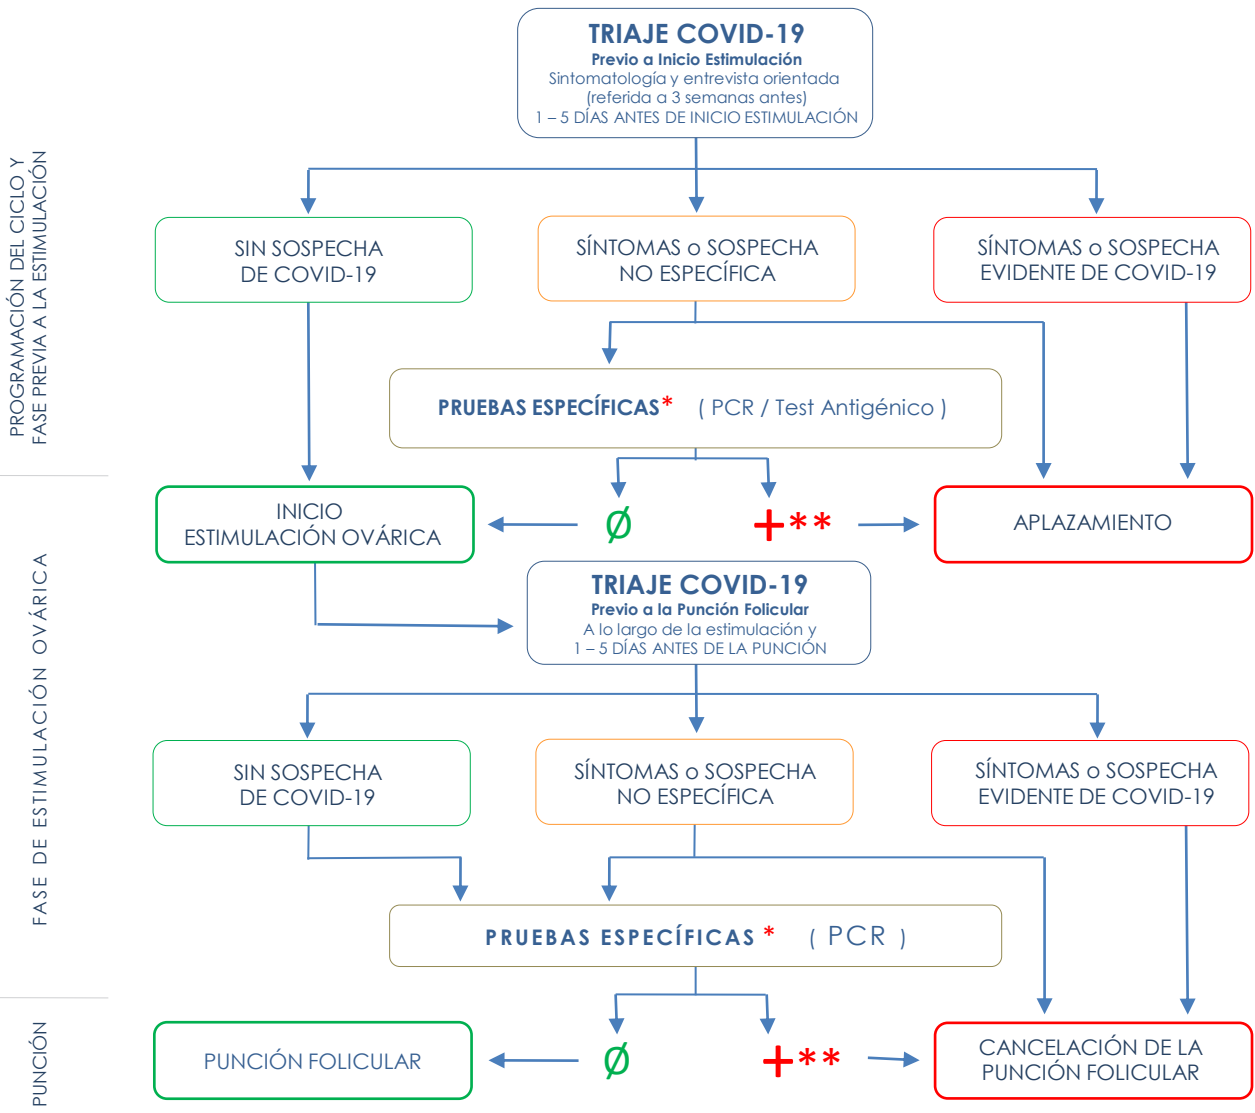 TRIAJE COVID-19
Previo a Inicio Estimulación
Sintomatología y entrevista orientada
(referida a 3 semanas antes)
1 – 5 DÍAS ANTES DE INICIO ESTIMULACIÓN
PROGRAMACIÓN DEL CICLO Y
FASE PREVIA A LA ESTIMULACIÓN
SIN SOSPECHA
DE COVID-19
SÍNTOMAS o SOSPECHA
NO ESPECÍFICA
SÍNTOMAS o SOSPECHA
EVIDENTE DE COVID-19
PRUEBAS ESPECÍFICAS* ( PCR / Test Antigénico )
INICIO
ESTIMULACIÓN OVÁRICA
Ø
+**
APLAZAMIENTO
FASE DE ESTIMULACIÓN OVÁRICA
TRIAJE COVID-19
Previo a la Punción Folicular
A lo largo de la estimulación y
1 – 5 DÍAS ANTES DE LA PUNCIÓN
SIN SOSPECHA
DE COVID-19
SÍNTOMAS o SOSPECHA
NO ESPECÍFICA
SÍNTOMAS o SOSPECHA
EVIDENTE DE COVID-19
PRUEBAS ESPECÍFICAS * ( PCR )
PUNCIÓN
PUNCIÓN FOLICULAR
Ø
+**
CANCELACIÓN DE LA
PUNCIÓN FOLICULAR